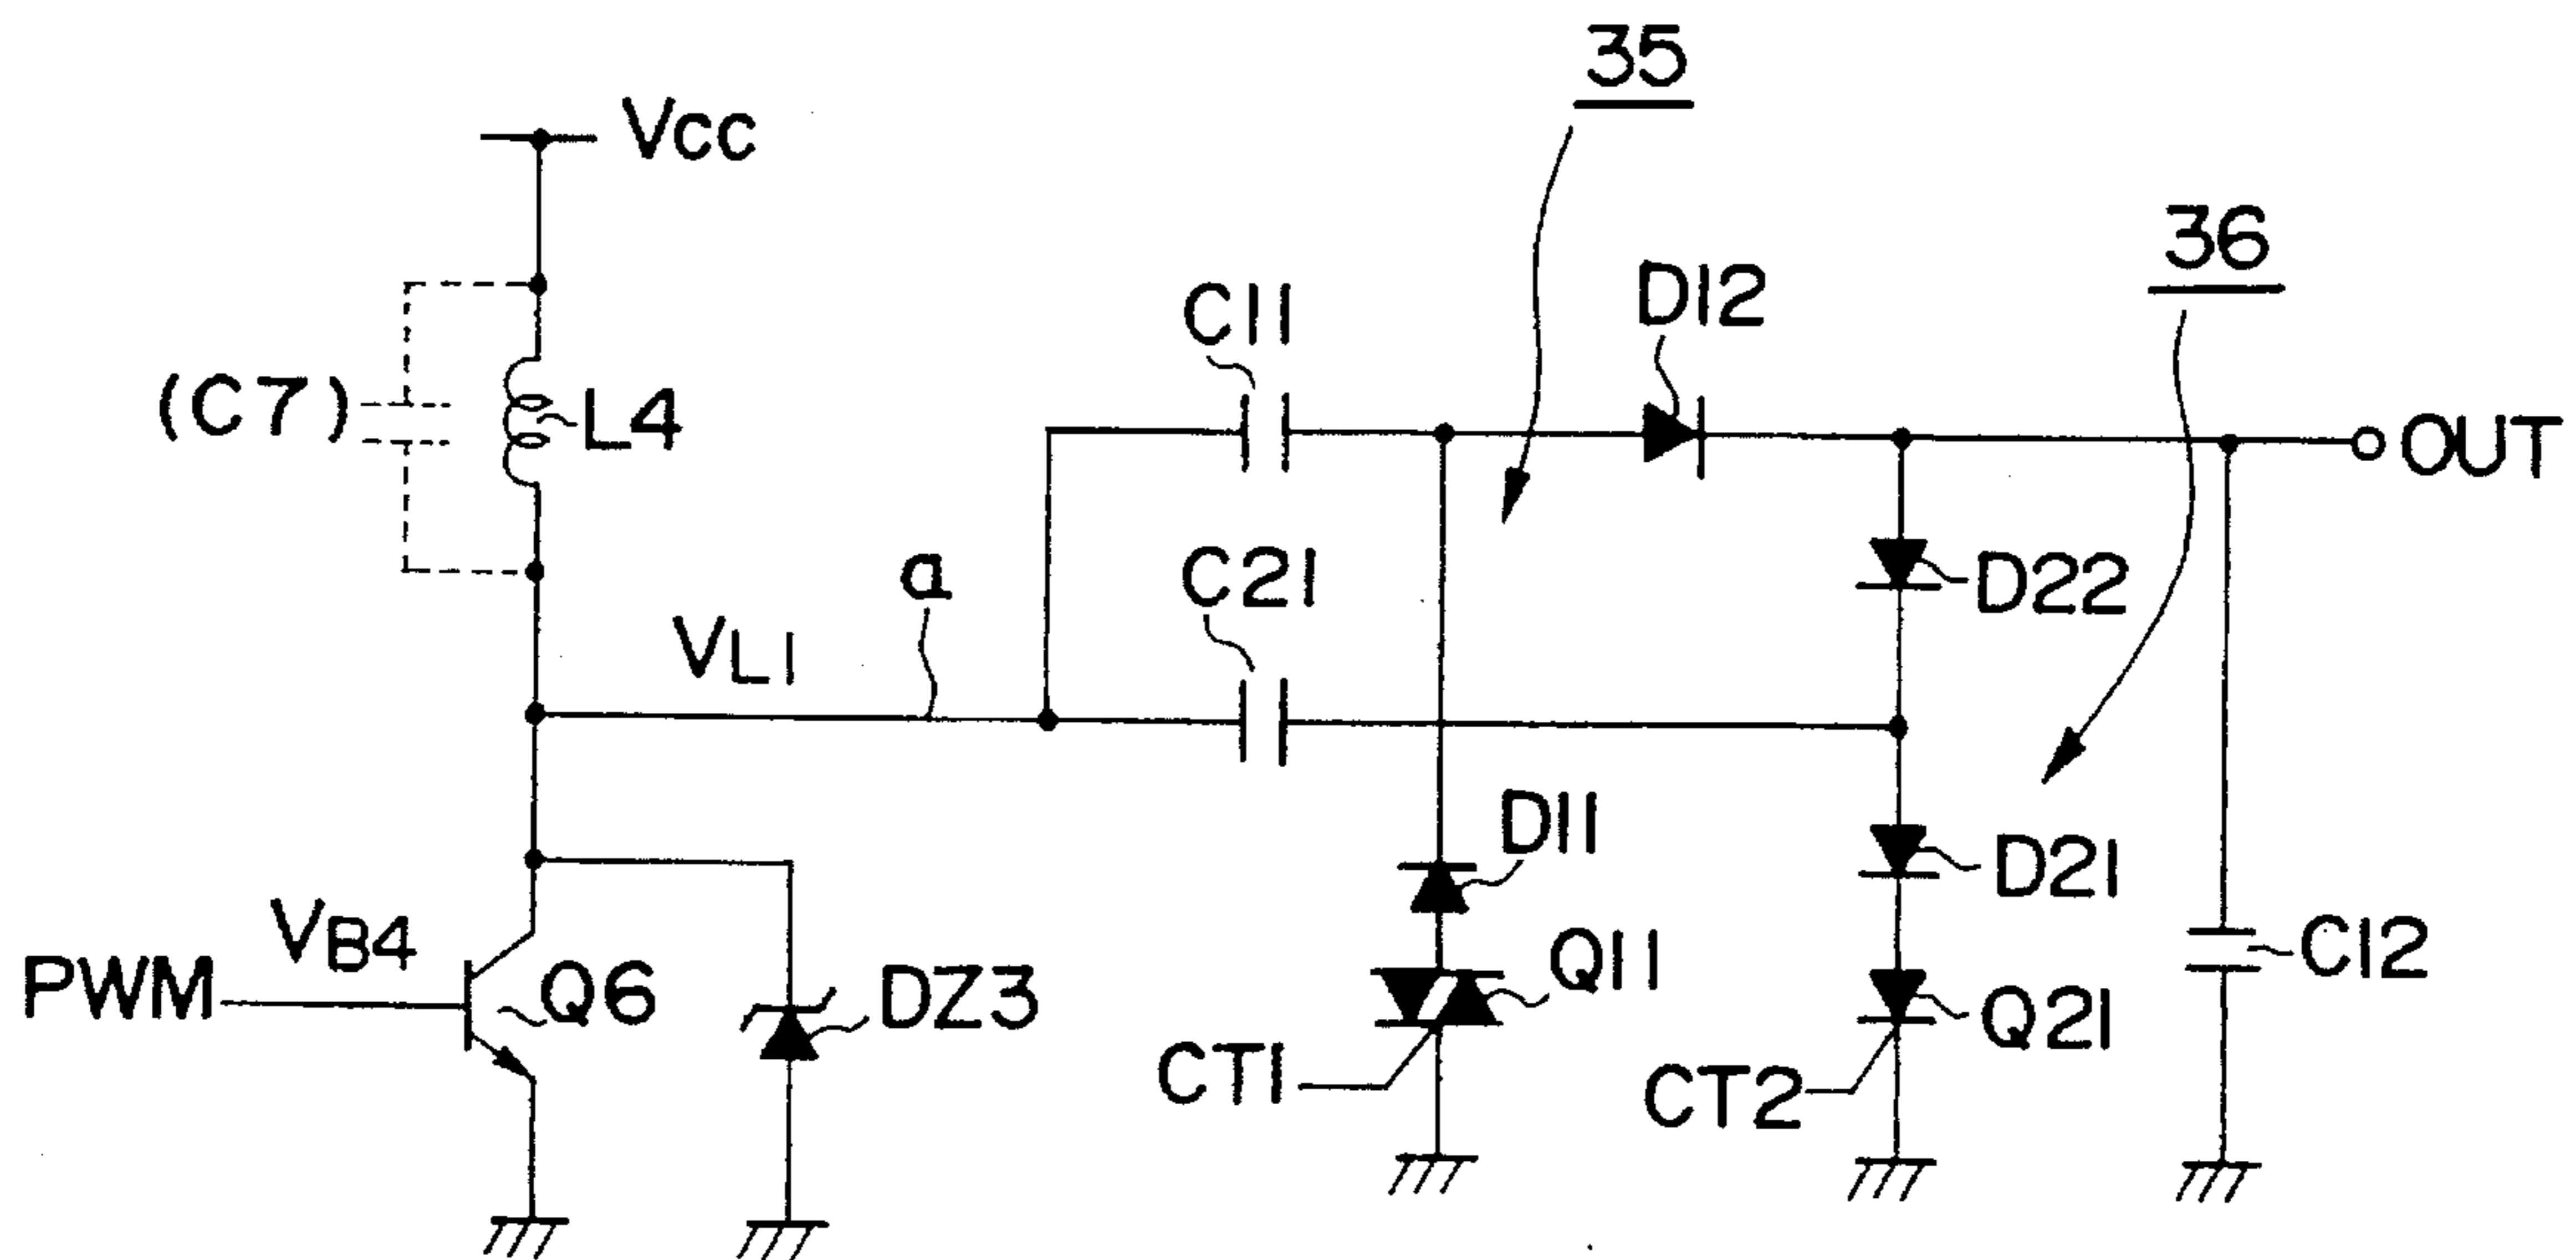 35
VCC
36
D12
C11
(C7)
L4
OUT
C21
a
D22
VL1
D11
D21
VB4
Q11
C12
PWM
Q6
DZ3
Q21
CT1
CT2